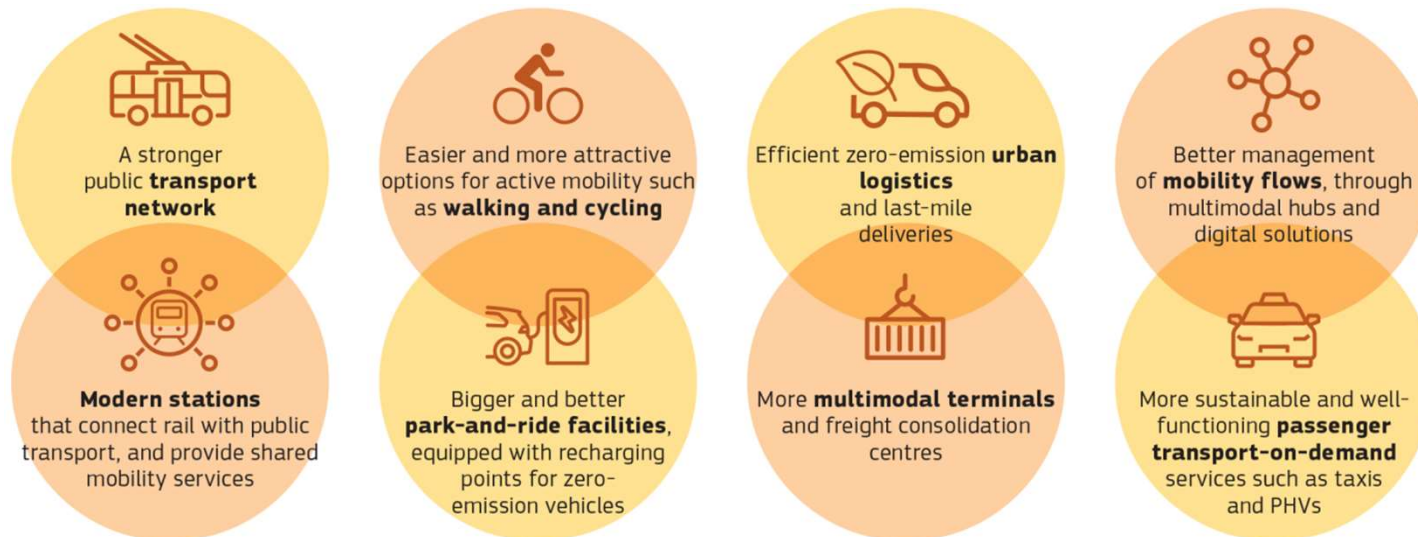 A stronger
public transport
network
Easier and more attractive
options for active mobility such
as walking and cycling
Efficient zero-emission urban
logistics
and last-mile
deliveries
Better management
of mobility flows, through
multimodal hubs and
digital solutions
Modern stations
that connect rail with public
transport, and provide shared
mobility services
Bigger and better
park-and-ride facilities,
equipped with recharging
points for zero-
emission vehicles
More multimodal terminals
and freight consolidation
centres
More sustainable and well-
functioning passenger
transport-on-demand
services such as taxis
and PHVs